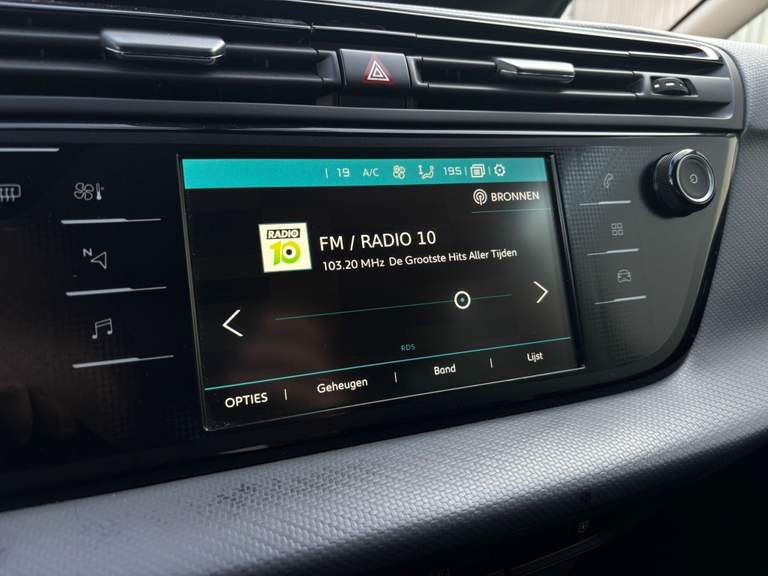 19 A/C 19.5
BRONNEN
RADIO
10
FM / RADIO 10
103.20 MHz De Grootste Hits Aller Tijden
RDS
OPTIES | Geheugen | Band | Lijst
N